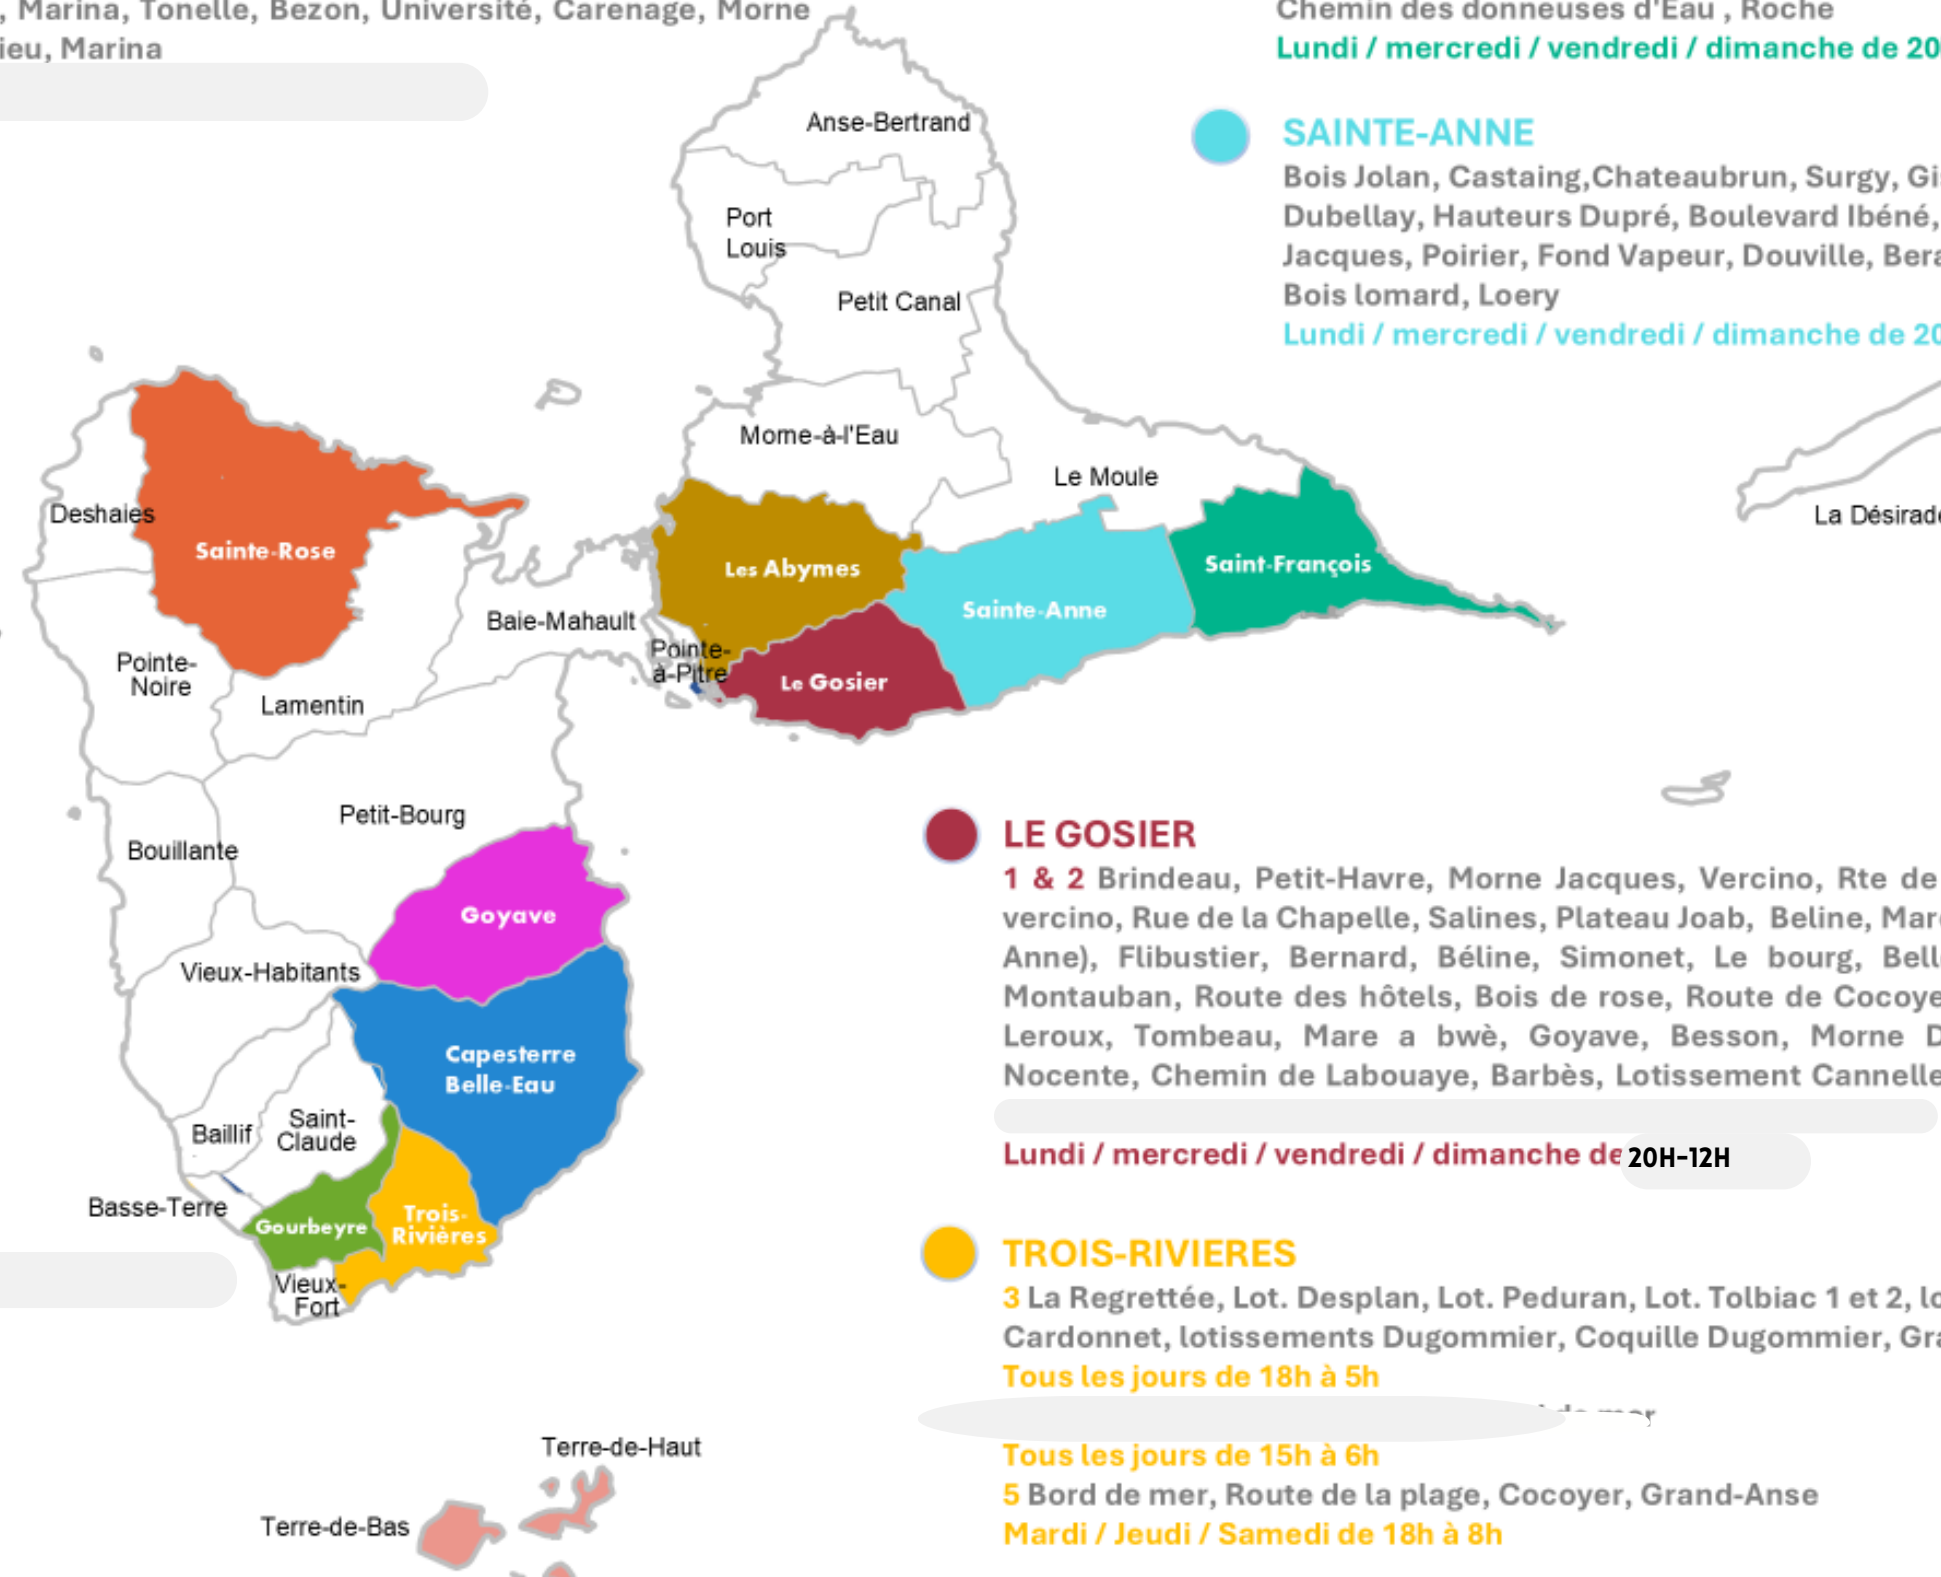 , Marina, Tonelle, Bezon, Université, Carenage, Morne
ieu, Marina
Chemin des donneuses d'Eau , Roche
Lundi / mercredi / vendredi / dimanche de 20
SAINTE-ANNE
Bois Jolan, Castaing,Chateaubrun, Surgy, Gi
Dubellay, Hauteurs Dupré, Boulevard Ibéné,
Jacques, Poirier, Fond Vapeur, Douville, Bera
Bois lomard, Loery
Lundi / mercredi / vendredi / dimanche de 20
Anse-Bertrand
Port
Louis
Petit Canal
Morne-à-l'Eau
Le Moule
La Désirade
Deshaies
Sainte-Rose
Les Abymes
Saint-François
Sainte-Anne
Baie-Mahault
Pointe-
à-Pitre
Le Gosier
Pointe-
Noire
Lamentin
Petit-Bourg
Bouillante
Goyave
Vieux-Habitants
Capesterre
Belle-Eau
Baillif
Saint-
Claude
Basse-Terre
Gourbeyre
Trois-
Rivières
Vieux-
Fort
Terre-de-Haut
Terre-de-Bas
LE GOSIER
1 & 2 Brindeau, Petit-Havre, Morne Jacques, Vercino, Rte de
vercino, Rue de la Chapelle, Salines, Plateau Joab, Beline, Mar
Anne), Flibustier, Bernard, Béline, Simonet, Le bourg, Bell
Montauban, Route des hôtels, Bois de rose, Route de Cocoye
Leroux, Tombeau, Mare a bwè, Goyave, Besson, Morne D
Nocente, Chemin de Labouaye, Barbès, Lotissement Cannelle
Lundi / mercredi / vendredi / dimanche de 20H-12H
TROIS-RIVIERES
3 La Regrettée, Lot. Desplan, Lot. Peduran, Lot. Tolbiac 1 et 2, lo
Cardonnet, lotissements Dugommier, Coquille Dugommier, Gra
Tous les jours de 18h à 5h
de mer
Tous les jours de 15h à 6h
5 Bord de mer, Route de la plage, Cocoyer, Grand-Anse
Mardi / Jeudi / Samedi de 18h à 8h